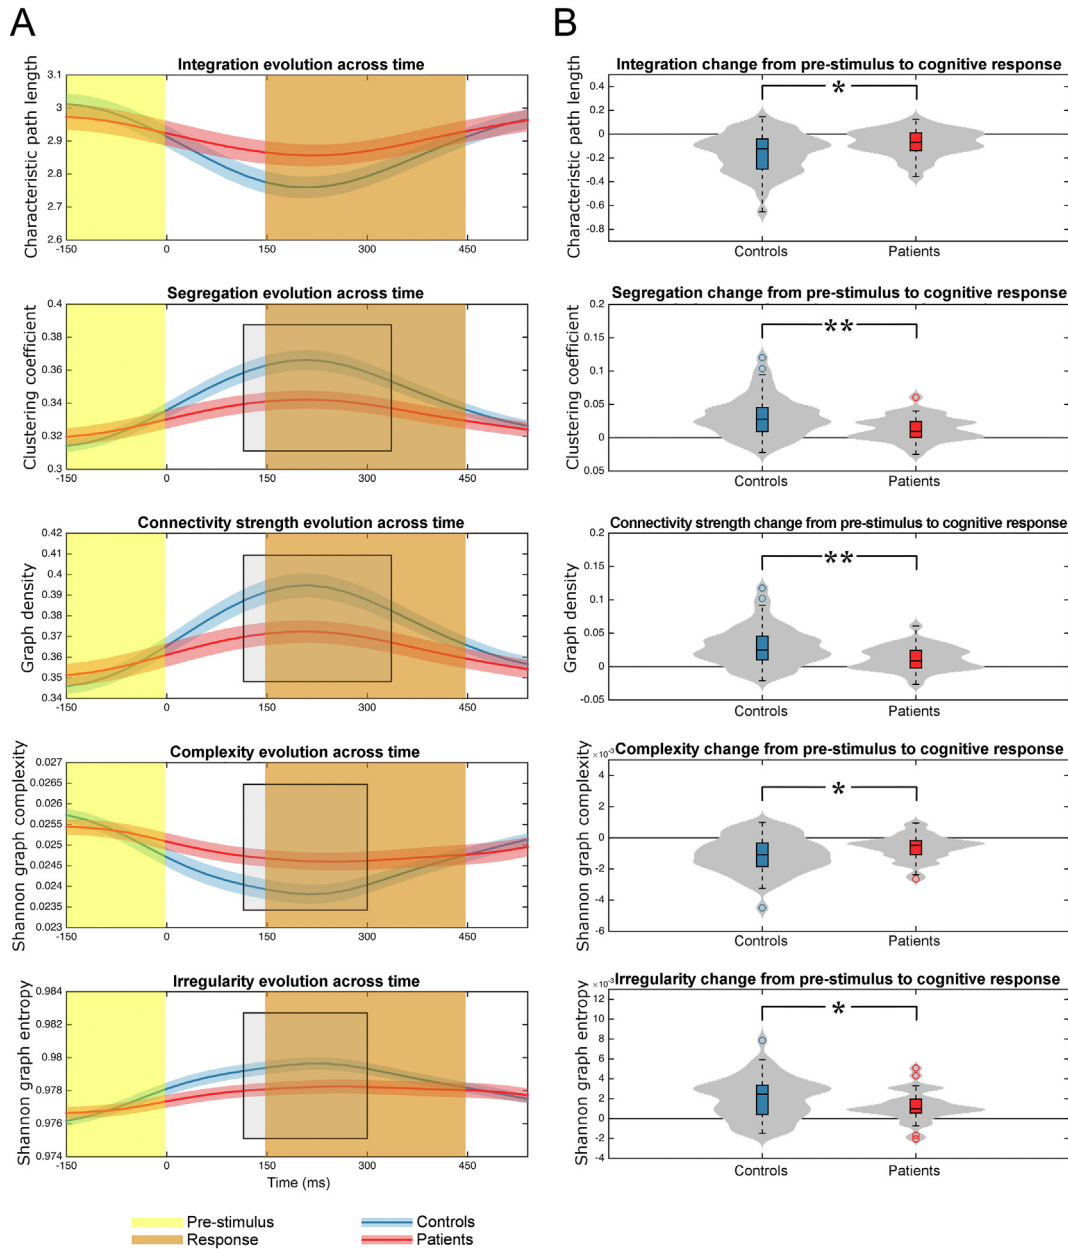 A
B
Integration evolution across time
Characteristic path length
3.1
3
2.9
2.8
2.7
2.6
-150
0
150
300
450
Integration change from pre-stimulus to cognitive response
Characteristic path length
0.4
0.2
0
-0.2
-0.4
-0.6
-0.8
*
Controls
Patients
Segregation evolution across time
Clustering coefficient
0.4
0.38
0.36
0.34
0.32
0.3
-150
0
150
300
450
Segregation change from pre-stimulus to cognitive response
Clustering coefficient
0.2
0.15
0.1
0.05
0
0.05
**
Controls
Patients
Connectivity strength evolution across time
Graph density
0.42
0.41
0.4
0.39
0.38
0.37
0.36
0.35
0.34
-150
0
150
300
450
Connectivity strength change from pre-stimulus to cognitive response
Graph density
0.2
0.15
0.1
0.05
0
-0.05
**
Controls
Patients
Complexity evolution across time
Shannon graph complexity
0.027
0.0265
0.026
0.0255
0.025
0.0245
0.024
0.0235
0.023
-150
0
150
300
450
Complexity change from pre-stimulus to cognitive response
Shannon graph complexity
×10⁻³
4
2
0
-2
-4
-6
*
Controls
Patients
Irregularity evolution across time
Shannon graph entropy
0.984
0.982
0.98
0.978
0.976
0.974
-150
0
150
300
450
Time (ms)
Irregularity change from pre-stimulus to cognitive response
Shannon graph entropy
×10⁻³
12
10
8
6
4
2
0
-2
-4
*
Controls
Patients
Pre-stimulus
Controls
Response
Patients